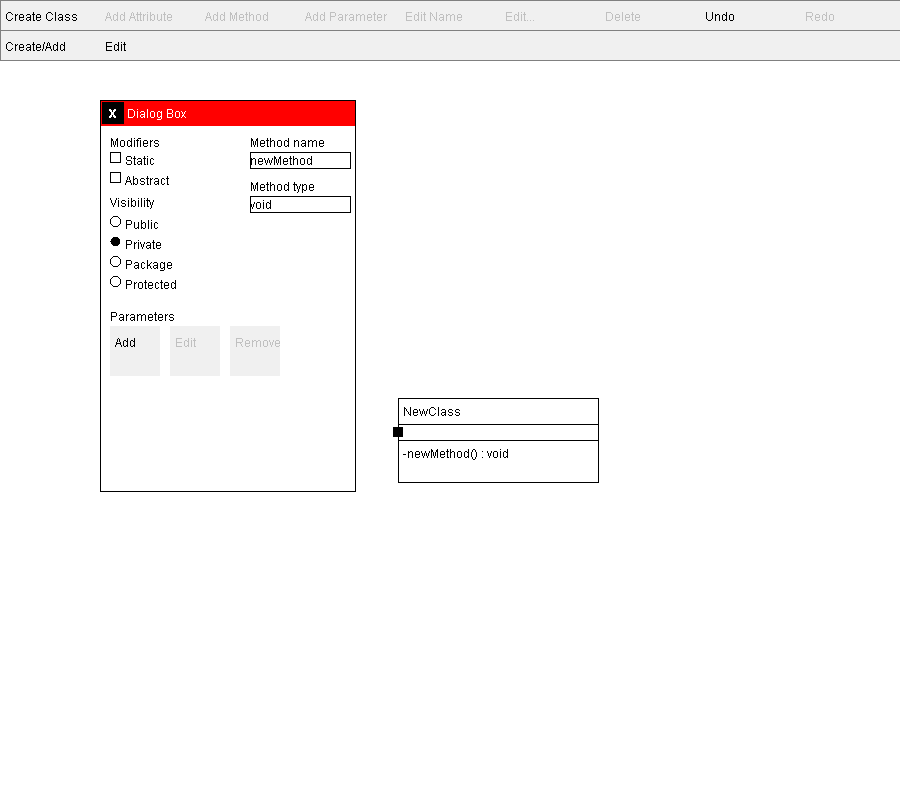 Create Class Add Attribute Add Method Add Parameter Edit Name Edit... Delete Undo Redo
Create/Add Edit
X Dialog Box
Modifiers
Static
Abstract
Visibility
Public
Private
Package
Protected
Method name
newMethod
Method type
void
Parameters
Add Edit Remove
NewClass
-newMethod() : void